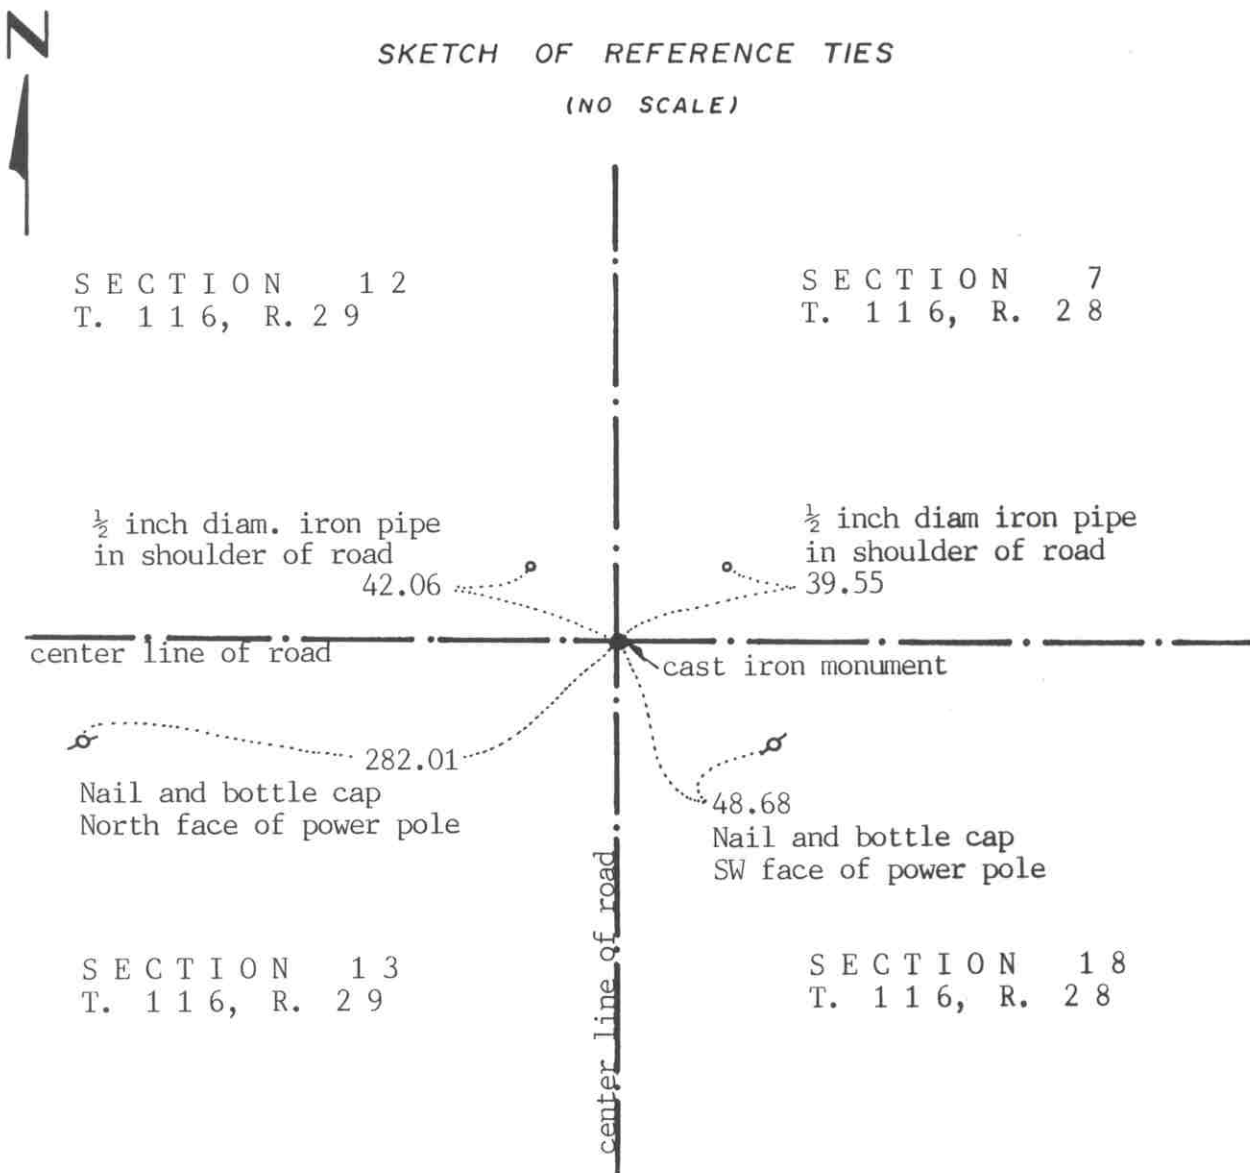 N
SKETCH OF REFERENCE TIES
(NO SCALE)
SECTION 12
T. 116, R. 29
SECTION 7
T. 116, R. 28
½ inch diam. iron pipe
in shoulder of road
42.06
½ inch diam iron pipe
in shoulder of road
39.55
center line of road
cast iron monument
282.01
Nail and bottle cap
North face of power pole
48.68
Nail and bottle cap
SW face of power pole
center line of road
SECTION 13
T. 116, R. 29
SECTION 18
T. 116, R. 28